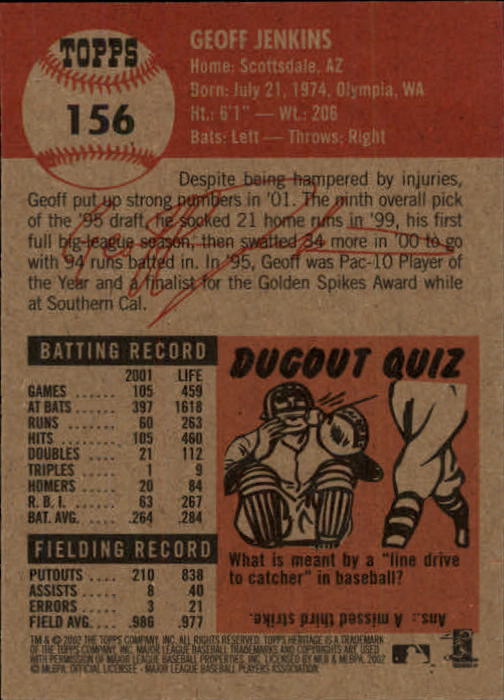 TOPPS
156
GEOFF JENKINS
Home: Scottsdale, AZ
Born: July 21, 1974, Olympia, WA
Ht.: 6'1" — Wt.: 206
Bats: Left — Throws: Right
Despite being hampered by injuries,
Geoff put up strong numbers in '01. The ninth overall pick
of the '95 draft, he socked 21 home runs in '99, his first
full big-league season, then swatted 34 more in '00 to go
with 94 runs batted in. In '95, Geoff was Pac-10 Player of
the Year and a finalist for the Golden Spikes Award while
at Southern Cal.
BATTING RECORD
2001 LIFE
GAMES ...... 105 459
AT BATS ..... 397 1618
RUNS ....... 60 263
HITS ........ 105 460
DOUBLES .... 21 112
TRIPLES ..... 1 9
HOMERS .... 20 84
R. B. I. ...... 63 267
BAT. AVG. .... .264 .284
FIELDING RECORD
PUTOUTS .... 210 838
ASSISTS ..... 8 40
ERRORS ..... 3 21
FIELD AVG. ... .986 .977
DUGOUT QUIZ
What is meant by a "line drive
to catcher" in baseball?
Ans.: A missed third strike.
TM & © 2002 THE TOPPS COMPANY, INC. ALL RIGHTS RESERVED. TOPPS HERITAGE IS A TRADEMARK
OF THE TOPPS COMPANY, INC. MAJOR LEAGUE BASEBALL TRADEMARKS AND COPYRIGHTS ARE USED
WITH PERMISSION OF MAJOR LEAGUE BASEBALL PROPERTIES, INC. LICENSED BY MLB & MLBPA, 2002
MLBPA. OFFICIAL LICENSEE - MAJOR LEAGUE BASEBALL PLAYERS ASSOCIATION.